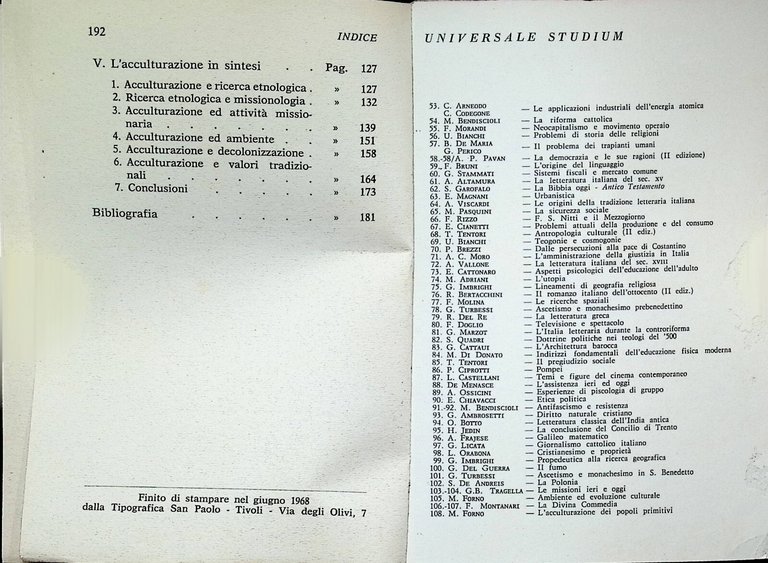 192
INDICE
V. L'acculturazione in sintesi . . Pag. 127
1. Acculturazione e ricerca etnologica . » 127
2. Ricerca etnologica e missionologia . » 132
3. Acculturazione ed attività missio-
naria . . . . . . . » 139
4. Acculturazione ed ambiente . . » 151
5. Acculturazione e decolonizzazione . » 158
6. Acculturazione e valori tradizio-
nali . . . . . . . » 164
7. Conclusioni . . . . . » 173
Bibliografia . . . . . . » 181
Finito di stampare nel giugno 1968
dalla Tipografica San Paolo - Tivoli - Via degli Olivi, 7
UNIVERSALE STUDIUM
53. C. Arneodo — Le applicazioni industriali dell'energia atomica
C. Codegone
54. M. Bendiscioli — La riforma cattolica
55. F. Morandi — Neocapitalismo e movimento operaio
56. U. Bianchi — Problemi di storia delle religioni
57. B. De Maria
G. Perico — Il problema dei trapianti umani
58.-58/A. P. Pavan — La democrazia e le sue ragioni (II edizione)
59. F. Bruni — L'origine del linguaggio
60. G. Stammati — Sistemi fiscali e mercato comune
61. A. Altamura — La letteratura italiana del sec. XV
62. S. Garofalo — La Bibbia oggi - Antico Testamento
63. E. Magnani — Urbanistica
64. A. Viscardi — Le origini della tradizione letteraria italiana
65. M. Pasquini — La sicurezza sociale
66. F. Rizzo — F. S. Nitti e il Mezzogiorno
67. E. Cianetti — Problemi attuali della produzione e del consumo
68. T. Tentori — Antropologia culturale (II ediz.)
69. U. Bianchi — Teogonie e cosmogonie
70. P. Brezzi — Dalle persecuzioni alla pace di Costantino
71. A. C. Moro — L'amministrazione della giustizia in Italia
72. A. Vallone — La letteratura italiana del sec. XVIII
73. E. Cattonaro — Aspetti psicologici dell'educazione dell'adulto
74. M. Adriani — L'utopia
75. G. Imbrighi — Lineamenti di geografia religiosa
76. R. Bertacchini — Il romanzo italiano dell'ottocento (II ediz.)
77. F. Molina — Le ricerche spaziali
78. G. Turbessi — Ascetismo e monachesimo prebenedettino
79. R. Del Re — La letteratura greca
80. F. Doglio — Televisione e spettacolo
81. G. Marzot — L'Italia letteraria durante la controriforma
82. S. Quadri — Dottrine politiche nei teologi del '500
83. G. Cattaui — L'Architettura barocca
84. M. Di Donato — Indirizzi fondamentali dell'educazione fisica moderna
85. T. Tentori — Il pregiudizio sociale
86. P. Ciprotti — Pompei
87. L. Castellani — Temi e figure del cinema contemporaneo
88. De Menasce — L'assistenza ieri ed oggi
89. A. Ossicini — Esperienze di psicologia di gruppo
90. E. Chiavacci — Etica politica
91.-92. M. Bendiscioli — Antifascismo e resistenza
93. G. Ambrosetti — Diritto naturale cristiano
94. O. Botto — Letteratura classica dell'India antica
95. H. Jedin — La conclusione del Concilio di Trento
96. A. Frajese — Galileo matematico
97. G. Licata — Giornalismo cattolico italiano
98. L. Orabona — Cristianesimo e proprietà
99. G. Imbrighi — Propedeutica alla ricerca geografica
100. G. Del Guerra — Il fumo
101. G. Turbessi — Ascetismo e monachesimo in S. Benedetto
102. S. De Andreis — La Polonia
103.-104. G.B. Tragella — Le missioni ieri e oggi
105. M. Forno — Ambiente ed evoluzione culturale
106.-107. F. Montanari — La Divina Commedia
108. M. Forno — L'acculturazione dei popoli primitivi